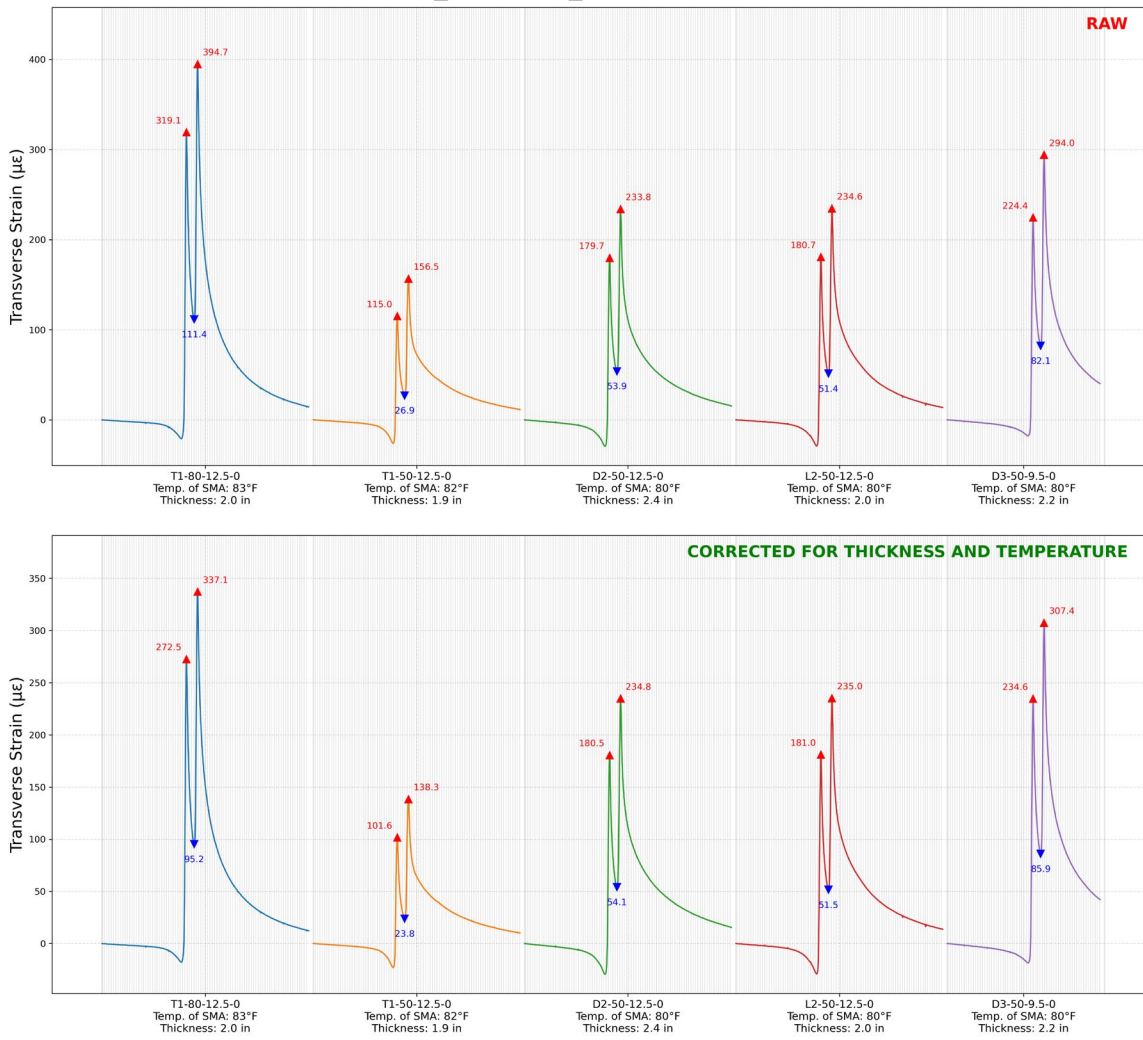 RAW
Transverse Strain (µε)
400
300
200
100
0
319.1
394.7
111.4
115.0
156.5
26.9
179.7
233.8
53.9
180.7
234.6
51.4
224.4
294.0
82.1
T1-80-12.5-0
Temp. of SMA: 83°F
Thickness: 2.0 in
T1-50-12.5-0
Temp. of SMA: 82°F
Thickness: 1.9 in
D2-50-12.5-0
Temp. of SMA: 80°F
Thickness: 2.4 in
L2-50-12.5-0
Temp. of SMA: 80°F
Thickness: 2.0 in
D3-50-9.5-0
Temp. of SMA: 80°F
Thickness: 2.2 in
CORRECTED FOR THICKNESS AND TEMPERATURE
Transverse Strain (µε)
350
300
250
200
150
100
50
0
272.5
337.1
95.2
101.6
138.3
23.8
180.5
234.8
54.1
181.0
235.0
51.5
234.6
307.4
85.9
T1-80-12.5-0
Temp. of SMA: 83°F
Thickness: 2.0 in
T1-50-12.5-0
Temp. of SMA: 82°F
Thickness: 1.9 in
D2-50-12.5-0
Temp. of SMA: 80°F
Thickness: 2.4 in
L2-50-12.5-0
Temp. of SMA: 80°F
Thickness: 2.0 in
D3-50-9.5-0
Temp. of SMA: 80°F
Thickness: 2.2 in